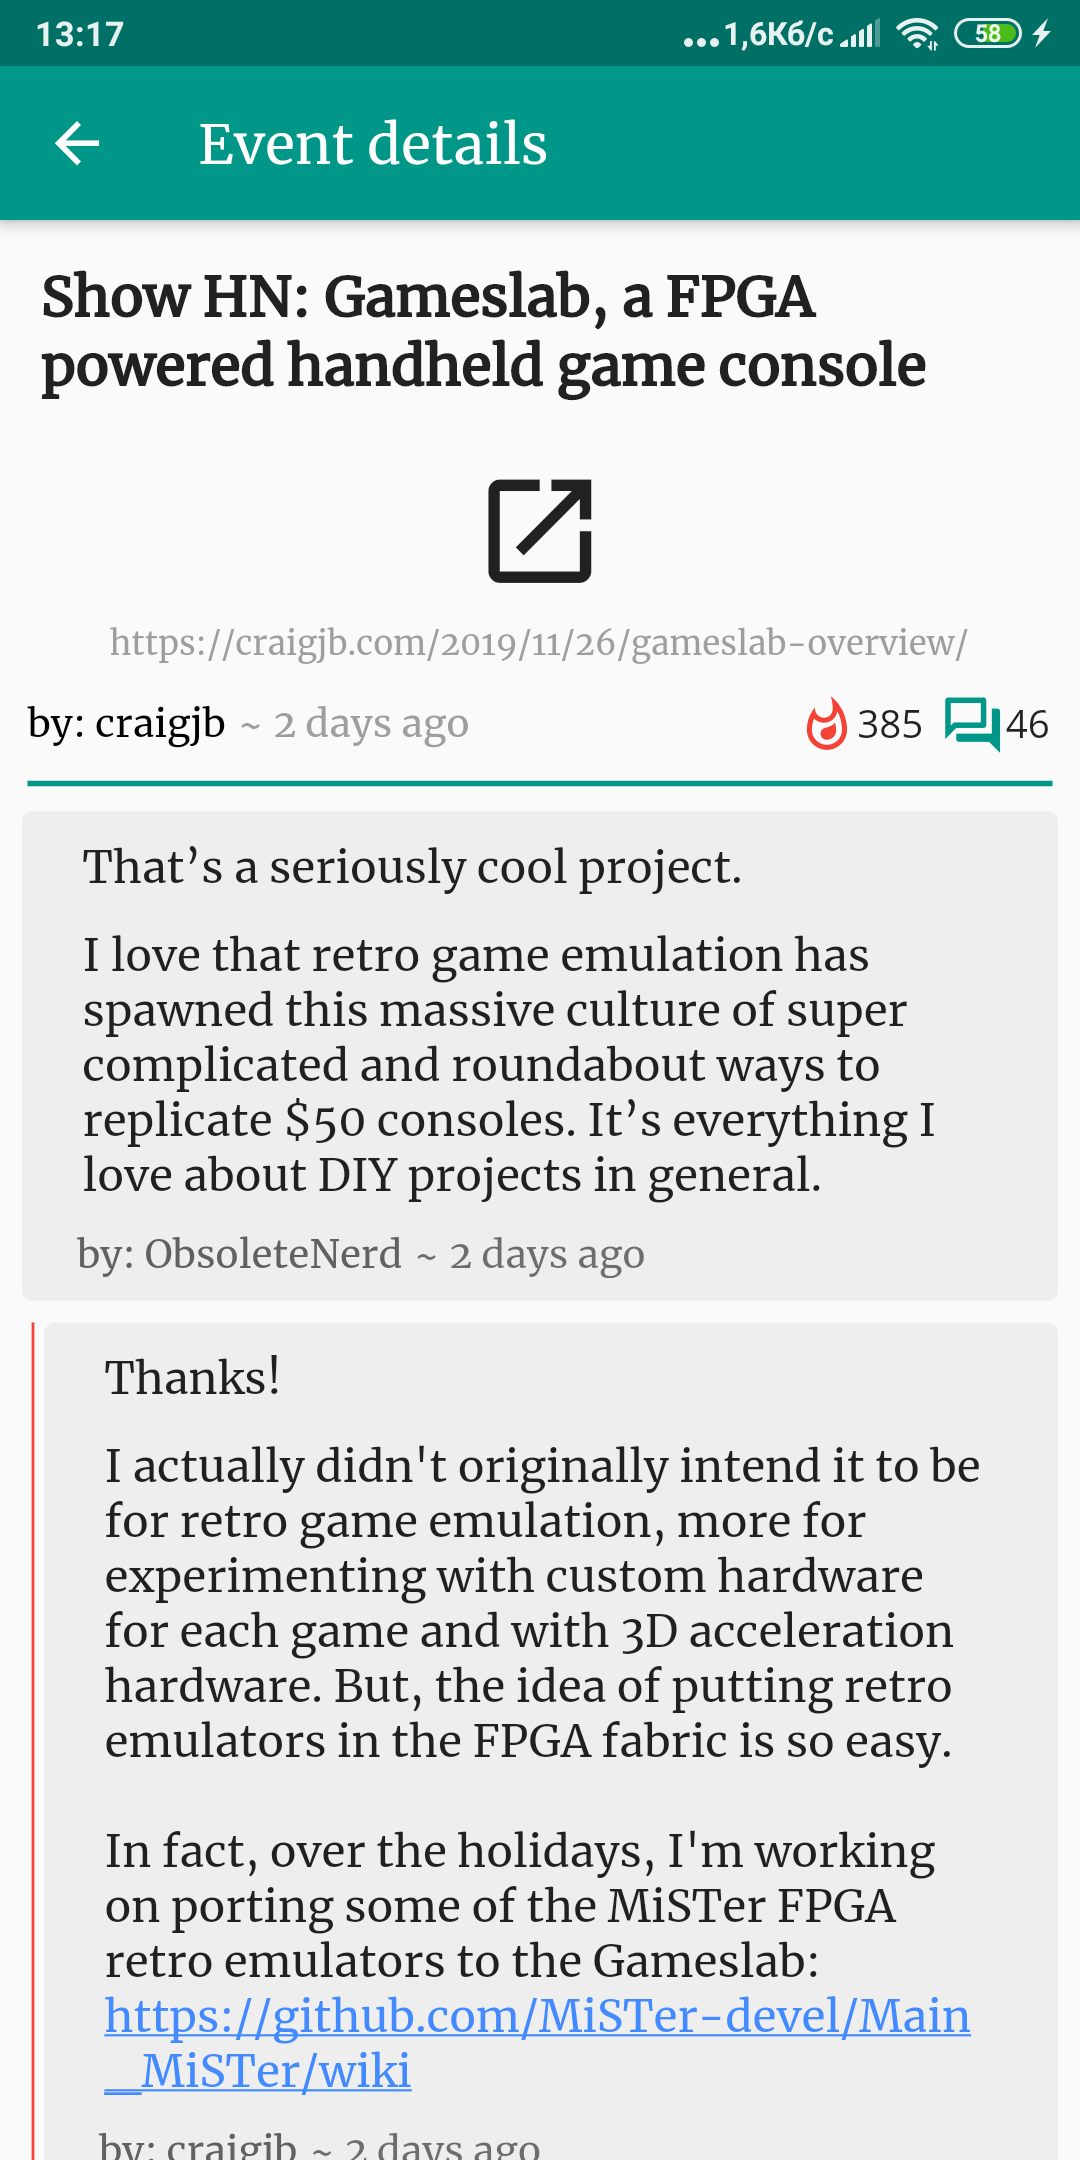 13:17
...1,6Кб/с
58
Event details
Show HN: Gameslab, a FPGA
powered handheld game console
https://craigjb.com/2019/11/26/gameslab-overview/
by: craigjb ~ 2 days ago
385 46
That’s a seriously cool project.
I love that retro game emulation has
spawned this massive culture of super
complicated and roundabout ways to
replicate $50 consoles. It’s everything I
love about DIY projects in general.
by: ObsoleteNerd ~ 2 days ago
Thanks!
I actually didn't originally intend it to be
for retro game emulation, more for
experimenting with custom hardware
for each game and with 3D acceleration
hardware. But, the idea of putting retro
emulators in the FPGA fabric is so easy.
In fact, over the holidays, I'm working
on porting some of the MiSTer FPGA
retro emulators to the Gameslab:
https://github.com/MiSTer-devel/Main
_MiSTer/wiki
by: craigjb ~ 2 days ago